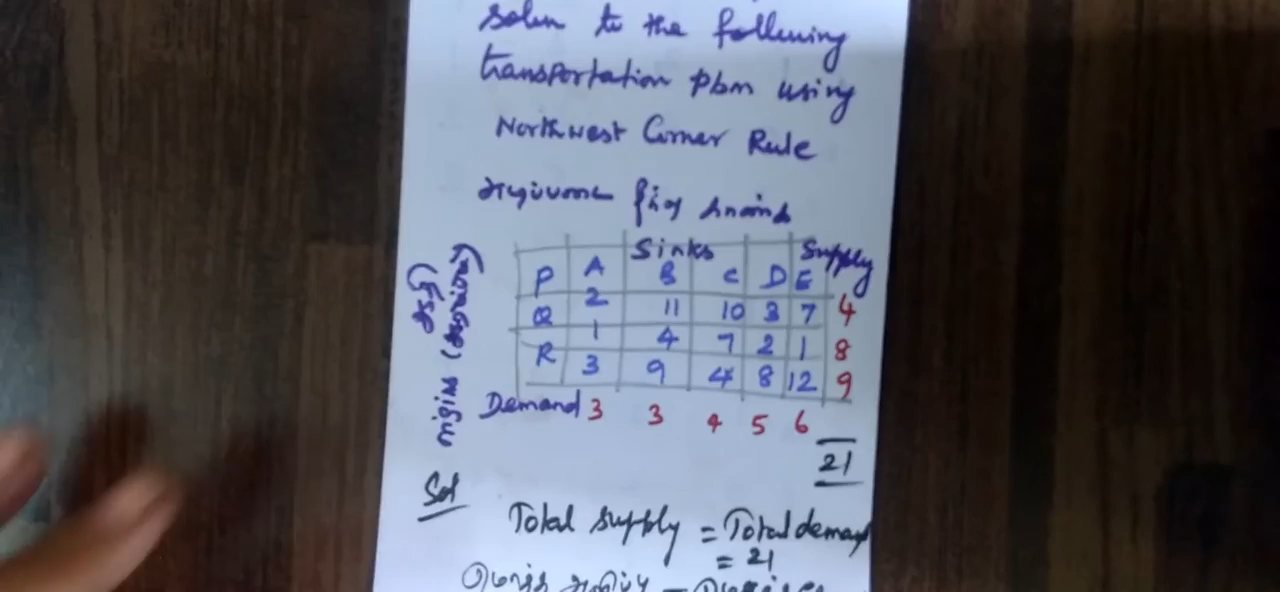 soln to the following
transportation pbm using
Northwest Corner Rule
Sinks Supply
P A B C D E
Q 2 11 10 3 7 4
R 1 4 7 2 1 8
3 9 4 8 12 9
Demand 3 3 4 5 6
21
Sol
Total supply = Total demand
= 21